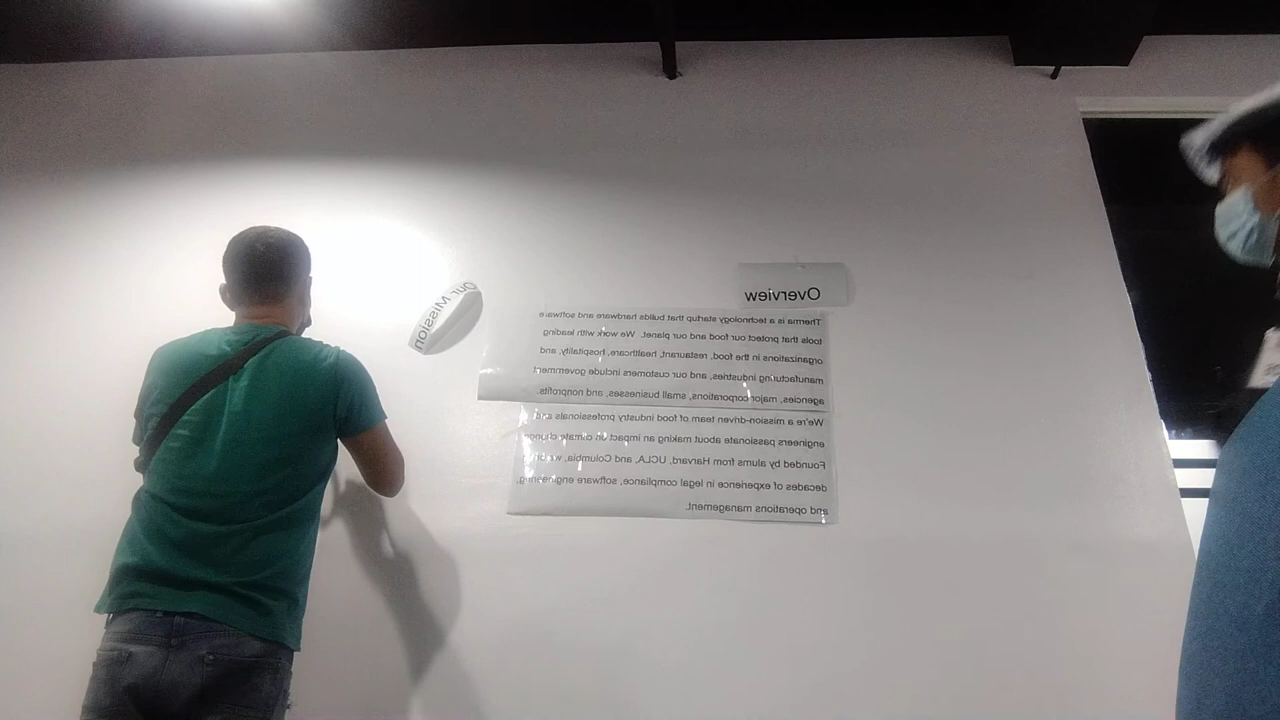 Overview
Therma is a technology startup that builds hardware and software
tools that protect our food and our planet. We work with leading
organizations in the food, restaurant, healthcare, hospitality, and
manufacturing industries, and our customers include government
agencies, major corporations, small businesses, and nonprofits.
We're a mission-driven team of food industry professionals and
engineers passionate about making an impact on climate change
Founded by alums from Harvard, UCLA, and Columbia,
decades of experience in legal compliance, software engineering,
and operations management.
Our Mission